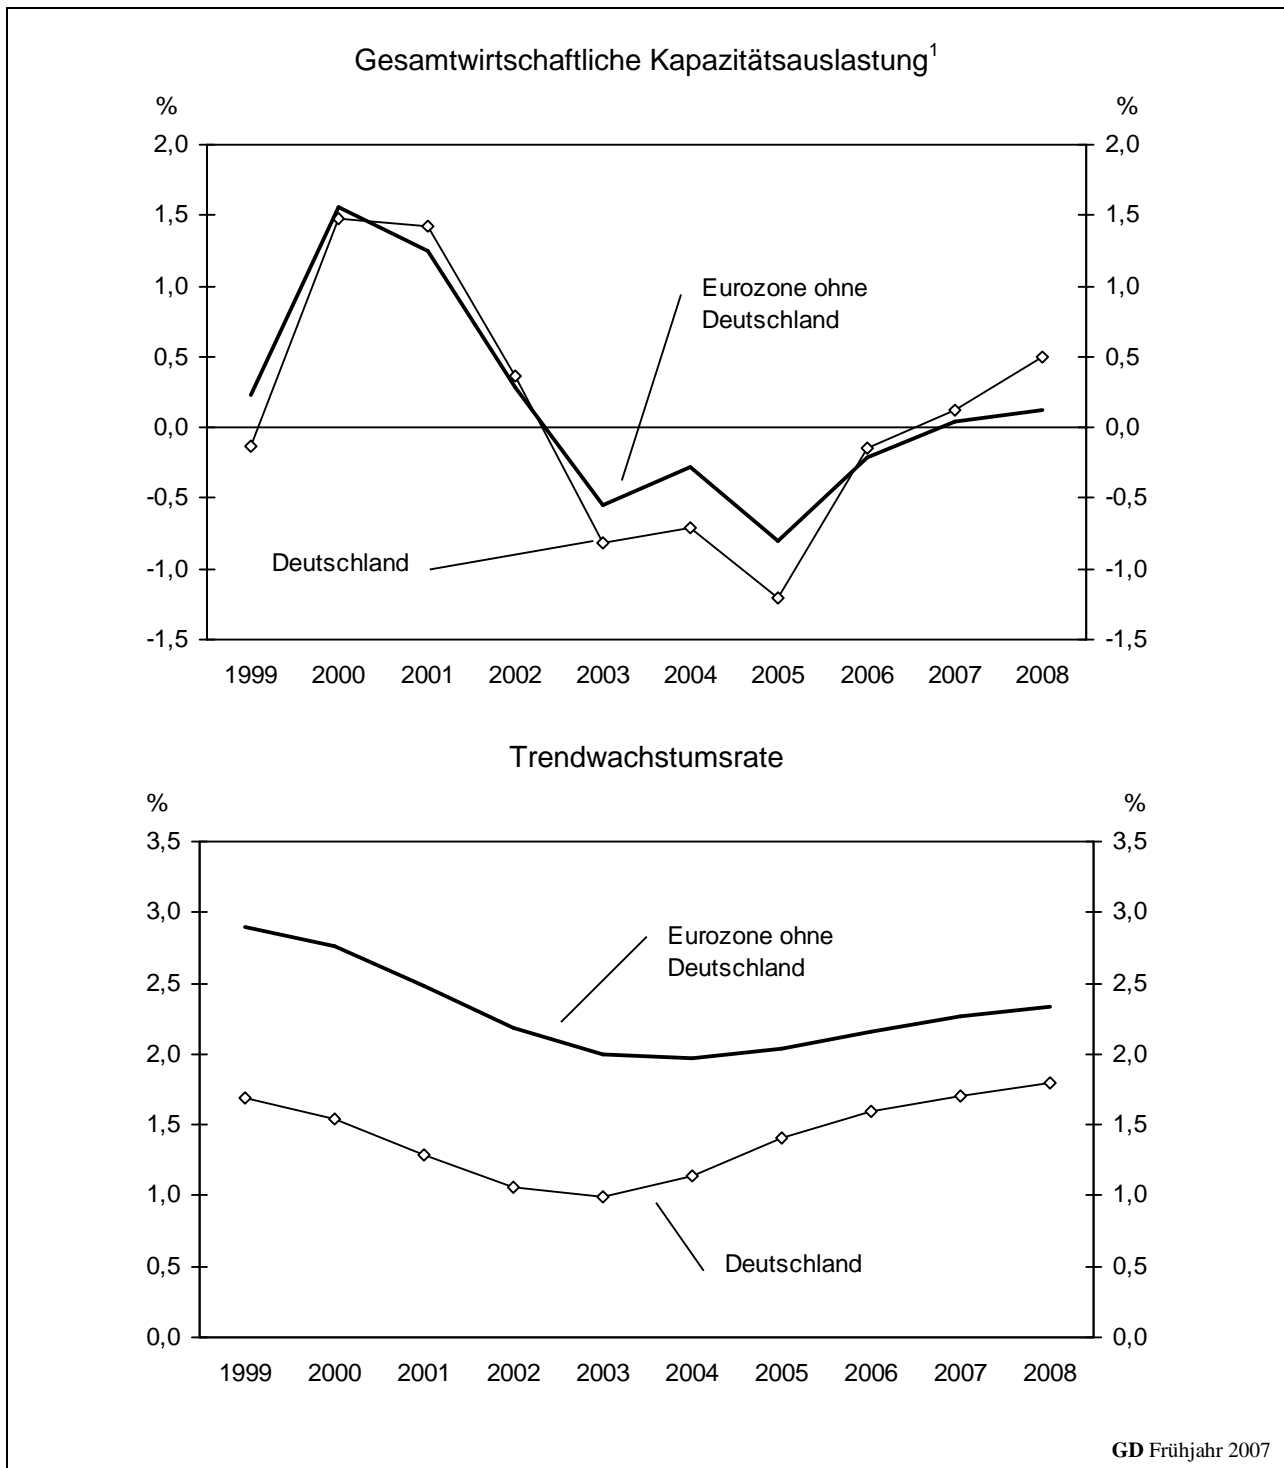 Gesamtwirtschaftliche Kapazitätsauslastung¹
% %
2,0 2,0
1,5 1,5
1,0 1,0
Eurozone ohne
Deutschland
0,5 0,5
0,0 0,0
-0,5 -0,5
Deutschland
-1,0 -1,0
-1,5 -1,5
1999 2000 2001 2002 2003 2004 2005 2006 2007 2008
Trendwachstumsrate
% %
3,5 3,5
3,0 3,0
Eurozone ohne
Deutschland
2,5 2,5
2,0 2,0
1,5 1,5
1,0 1,0
Deutschland
0,5 0,5
0,0 0,0
1999 2000 2001 2002 2003 2004 2005 2006 2007 2008
GD Frühjahr 2007